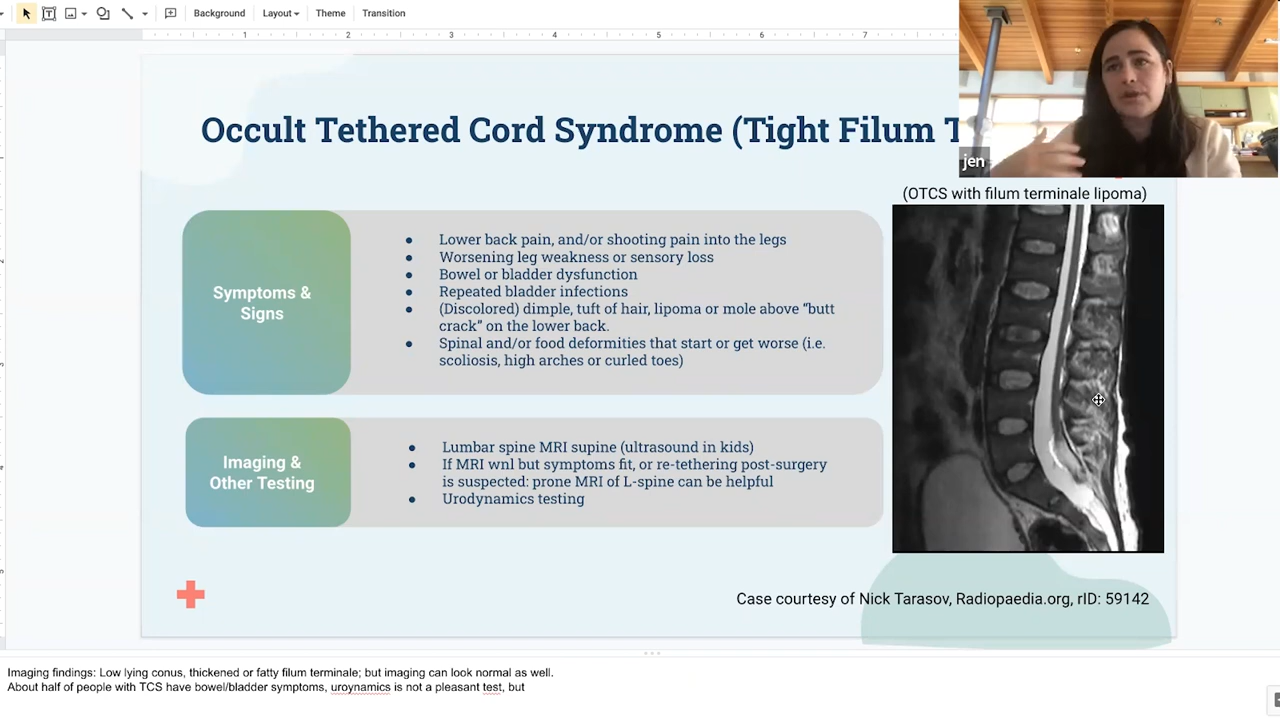 Background Layout Theme Transition
1 2 3 4 5 6 7
jen
Occult Tethered Cord Syndrome (Tight Filum T
(OTCS with filum terminale lipoma)
Symptoms &
Signs
● Lower back pain, and/or shooting pain into the legs
● Worsening leg weakness or sensory loss
● Bowel or bladder dysfunction
● Repeated bladder infections
● (Discolored) dimple, tuft of hair, lipoma or mole above “butt
crack” on the lower back.
● Spinal and/or food deformities that start or get worse (i.e.
scoliosis, high arches or curled toes)
Imaging &
Other Testing
● Lumbar spine MRI supine (ultrasound in kids)
● If MRI wnl but symptoms fit, or re-tethering post-surgery
is suspected: prone MRI of L-spine can be helpful
● Urodynamics testing
Case courtesy of Nick Tarasov, Radiopaedia.org, rID: 59142
Imaging findings: Low lying conus, thickened or fatty filum terminale; but imaging can look normal as well.
About half of people with TCS have bowel/bladder symptoms, uroynamics is not a pleasant test, but